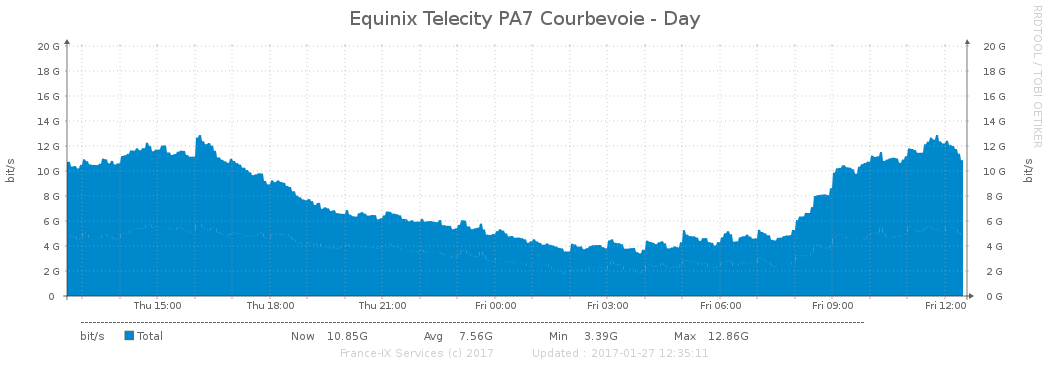 Equinix Telecity PA7 Courbevoie - Day
RRDTOOL / TOBI OETIKER
bit/s
20 G 20 G
18 G 18 G
16 G 16 G
14 G 14 G
12 G 12 G
10 G 10 G
8 G 8 G
6 G 6 G
4 G 4 G
2 G 2 G
0 0 G
bit/s
Thu 15:00 Thu 18:00 Thu 21:00 Fri 00:00 Fri 03:00 Fri 06:00 Fri 09:00 Fri 12:00
bit/s Total Now 10.85G Avg 7.56G Min 3.39G Max 12.86G
France-IX Services (c) 2017 Updated : 2017-01-27 12:35:11